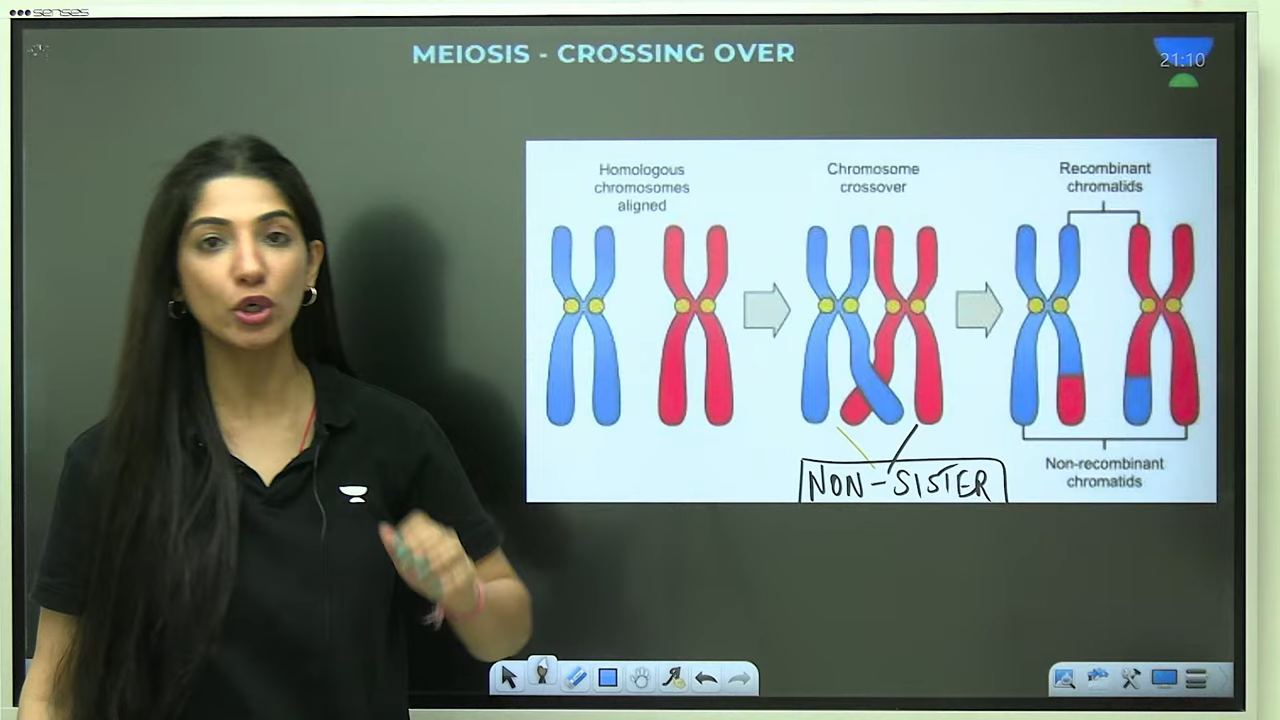 senses
MEIOSIS - CROSSING OVER
21:10
Homologous
chromosomes
aligned
Chromosome
crossover
Recombinant
chromatids
Non-recombinant
chromatids
NON-SISTER